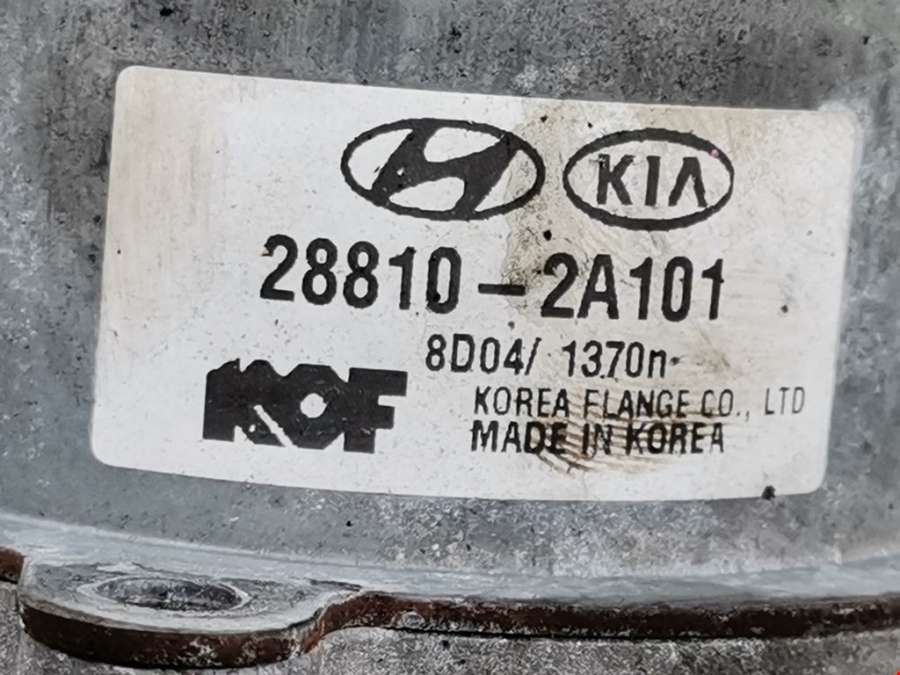 KIA
28810-2A101
8D04/ 1370n
KOF
KOREA FLANGE CO., LTD
MADE IN KOREA